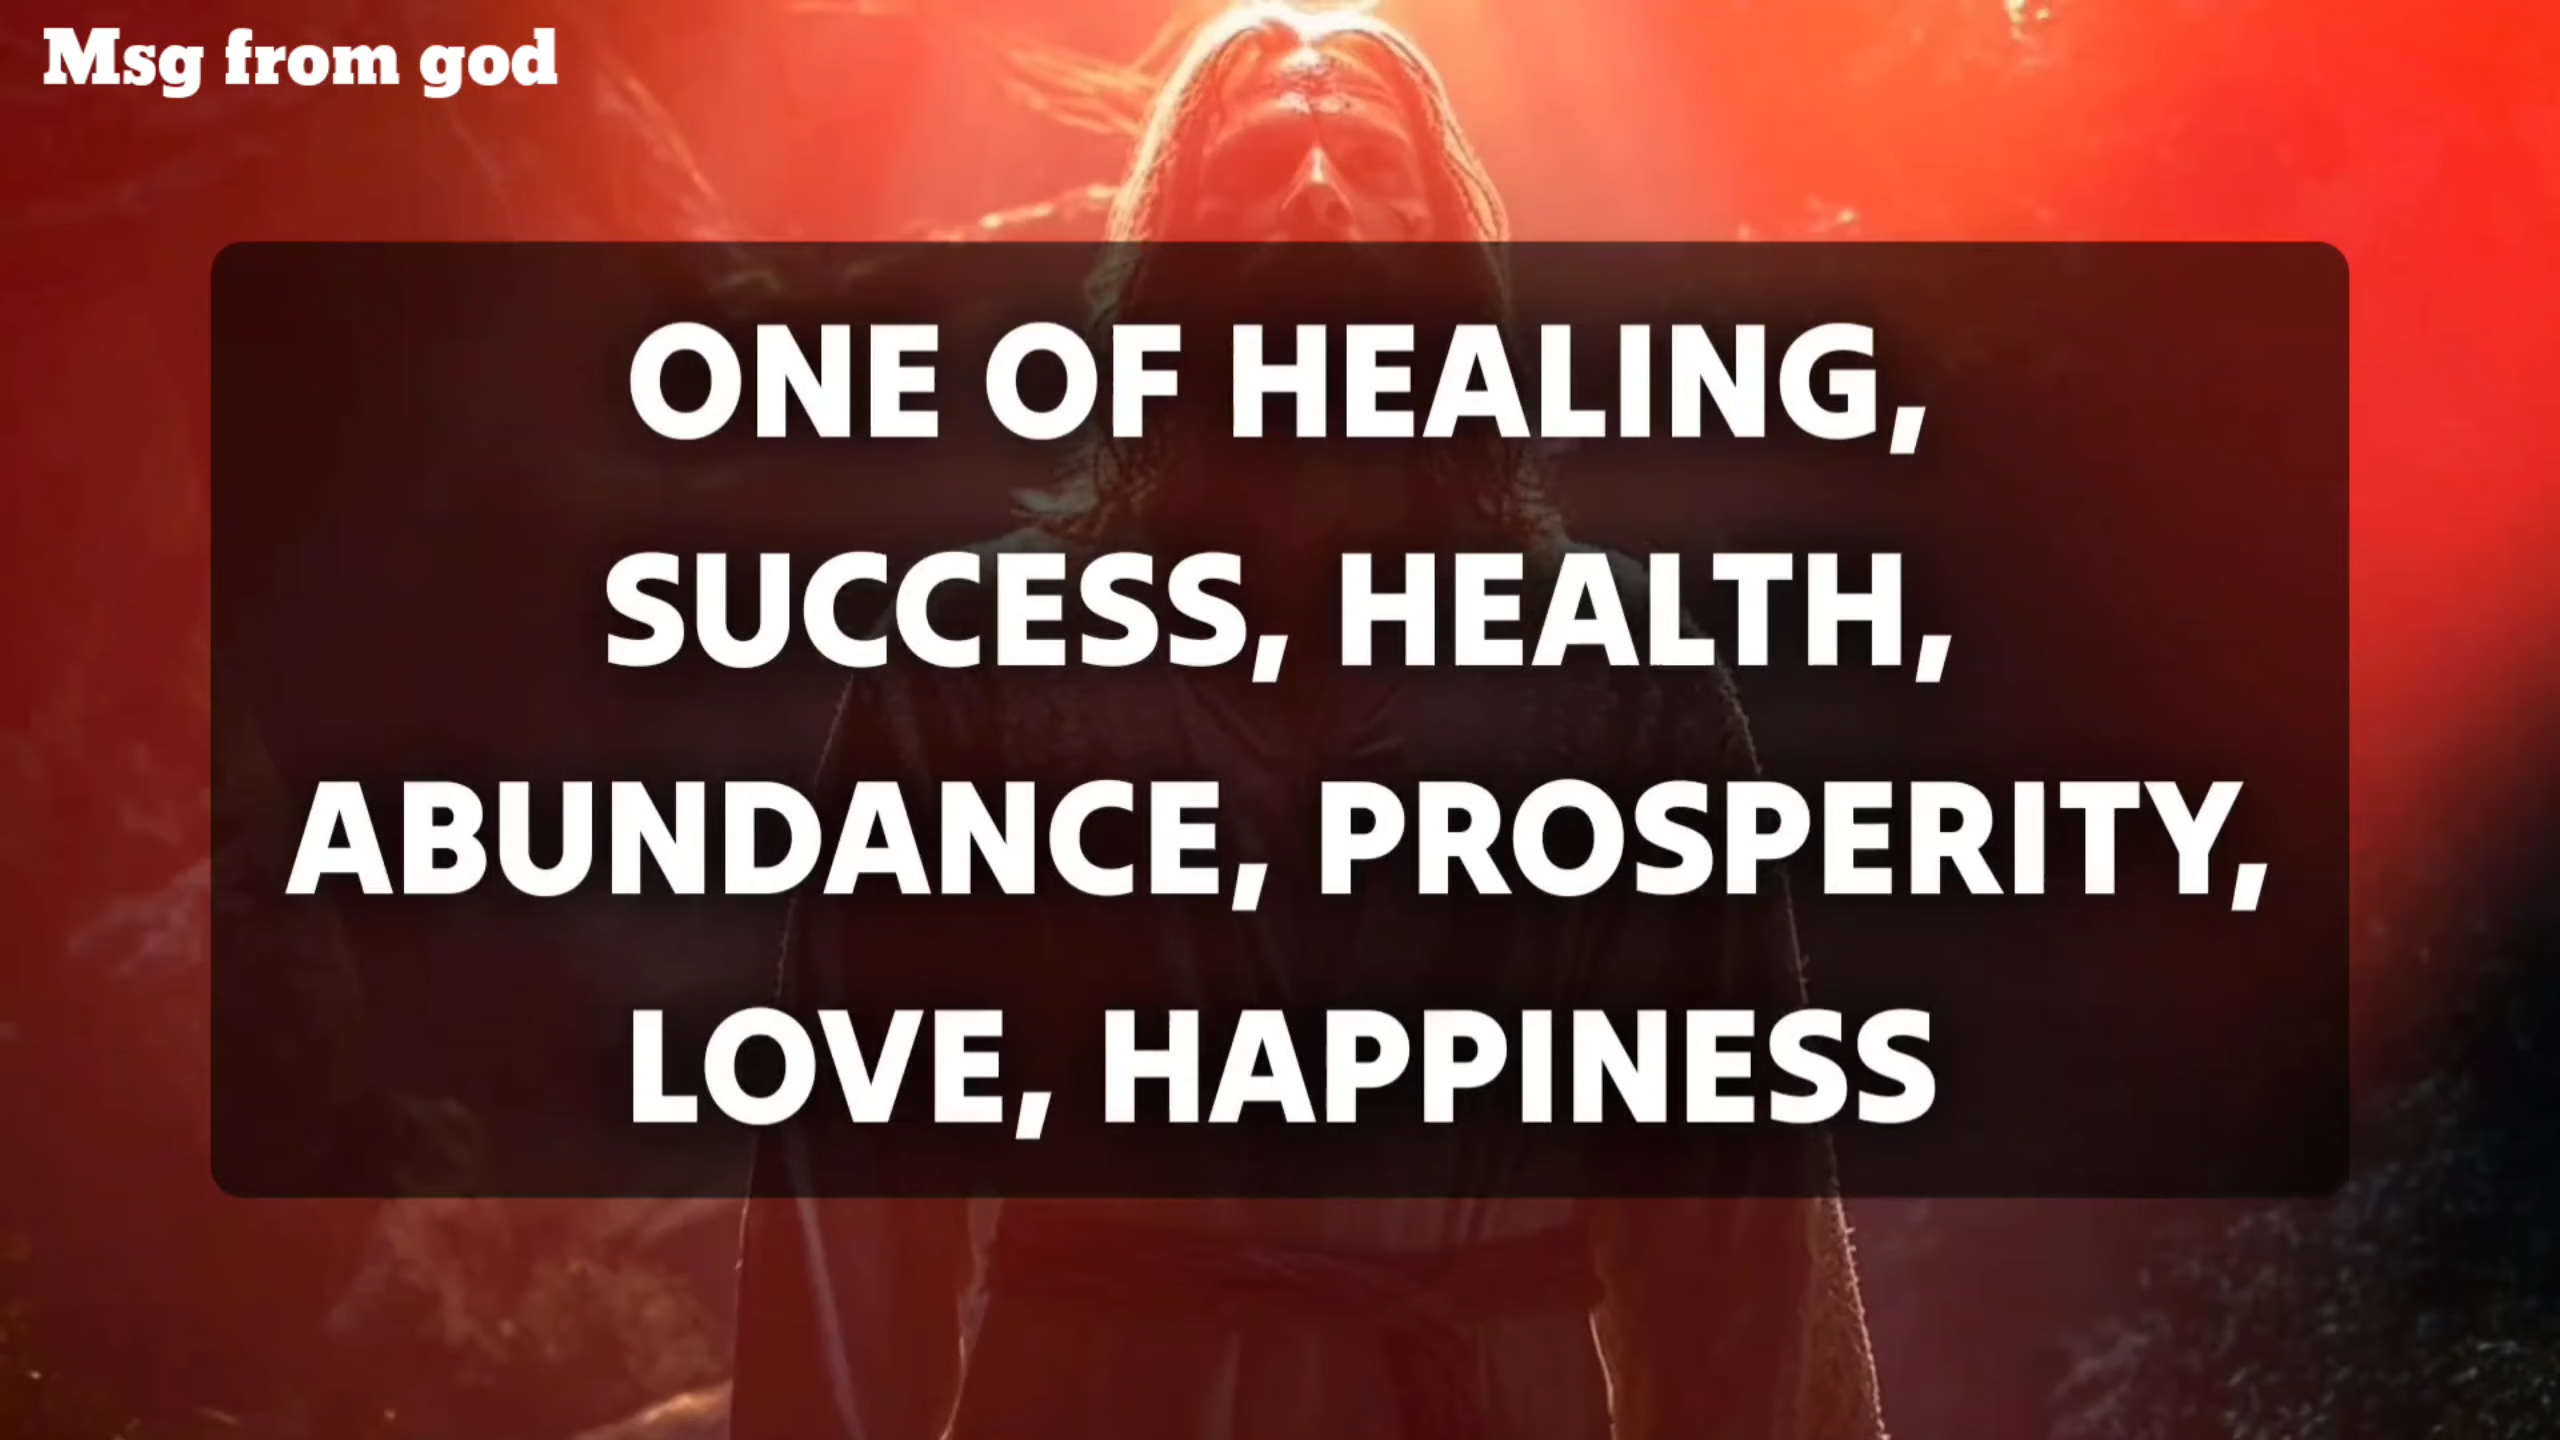 Msg from god
ONE OF HEALING,
SUCCESS, HEALTH,
ABUNDANCE, PROSPERITY,
LOVE, HAPPINESS